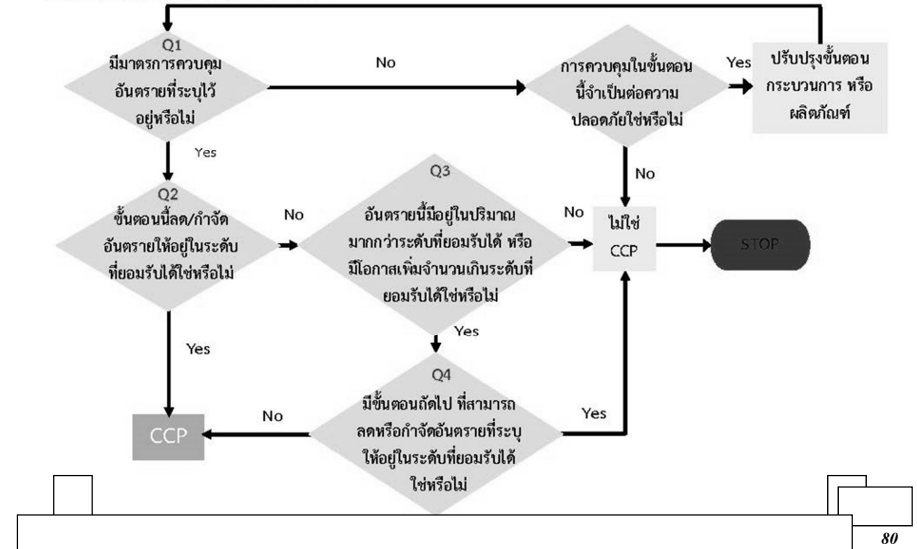 Q1
มีมาตรการควบคุม
อันตรายที่ระบุไว้
อยู่หรือไม่
No
การควบคุมในขั้นตอน
นี้จำเป็นต่อความ
ปลอดภัยใช่หรือไม่
Yes
ปรับปรุงขั้นตอน
กระบวนการ หรือ
ผลิตภัณฑ์
Yes
No
Q2
ขั้นตอนนี้ลด/กำจัด
อันตรายให้อยู่ในระดับ
ที่ยอมรับได้ใช่หรือไม่
No
Q3
อันตรายนี้มีอยู่ในปริมาณ
มากกว่าระดับที่ยอมรับได้ หรือ
มีโอกาสเพิ่มจำนวนเกินระดับที่
ยอมรับได้ใช่หรือไม่
No
ไม่ใช่
CCP
STOP
Yes
Yes
Q4
มีขั้นตอนถัดไป ที่สามารถ
ลดหรือกำจัดอันตรายที่ระบุ
ให้อยู่ในระดับที่ยอมรับได้
ใช่หรือไม่
No
Yes
CCP
80